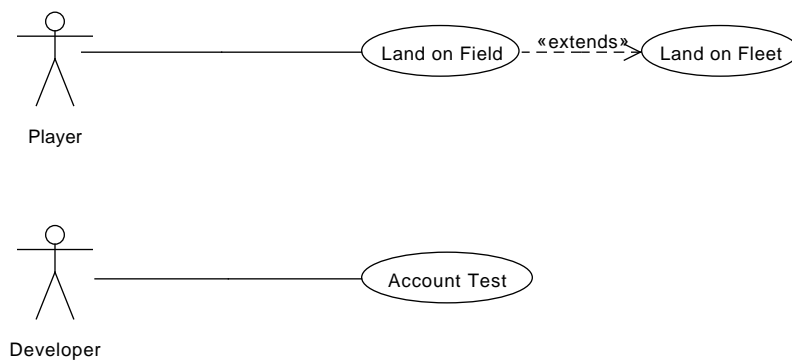 Land on Field
«extends»
Land on Fleet
Player
Account Test
Developer